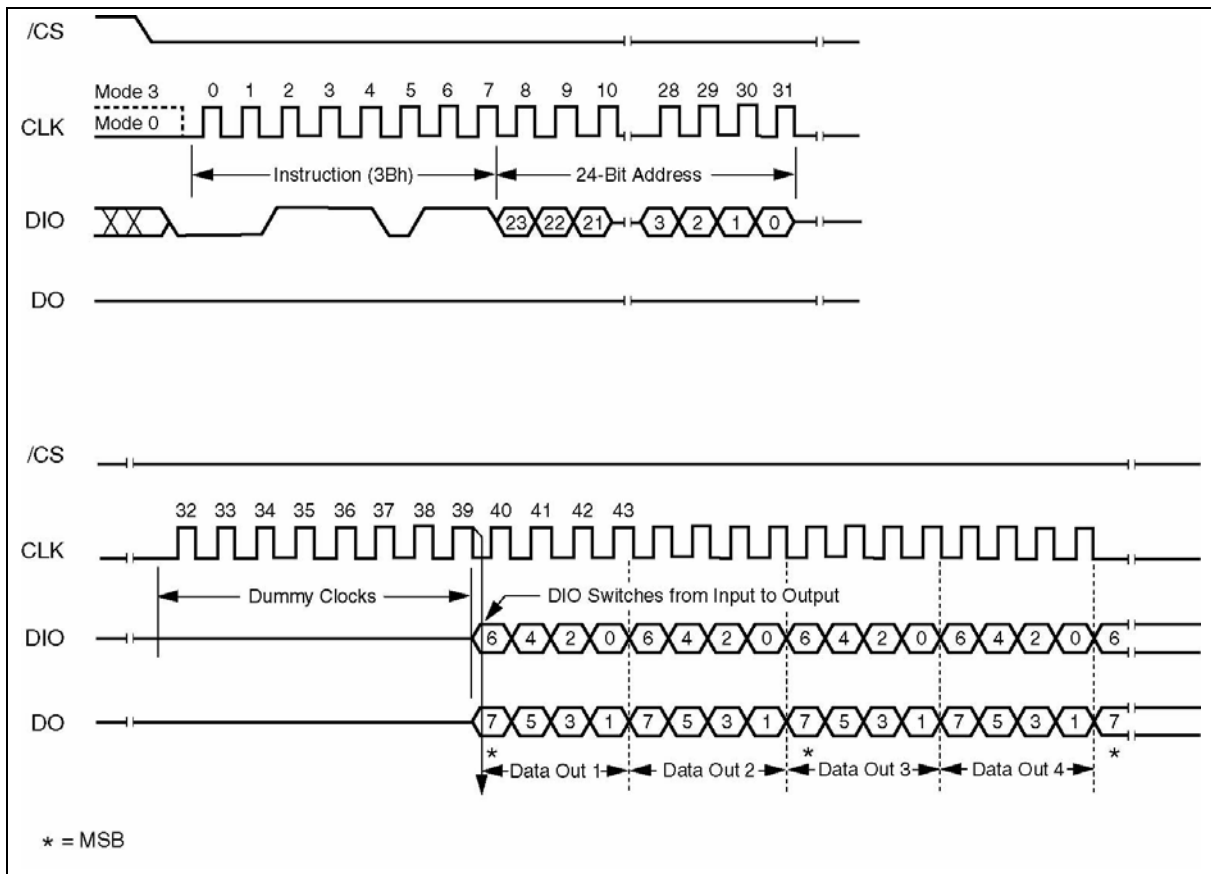 /CS
Mode 3
0 1 2 3 4 5 6 7 8 9 10 28 29 30 31
CLK
Mode 0
Instruction (3Bh)
24-Bit Address
DIO
23 22 21 3 2 1 0
DO
/CS
32 33 34 35 36 37 38 39 40 41 42 43
CLK
Dummy Clocks
DIO Switches from Input to Output
DIO
6 4 2 0 6 4 2 0 6 4 2 0 6 4 2 0 6
DO
7 5 3 1 7 5 3 1 7 5 3 1 7 5 3 1 7
* * *
Data Out 1 Data Out 2 Data Out 3 Data Out 4
* = MSB